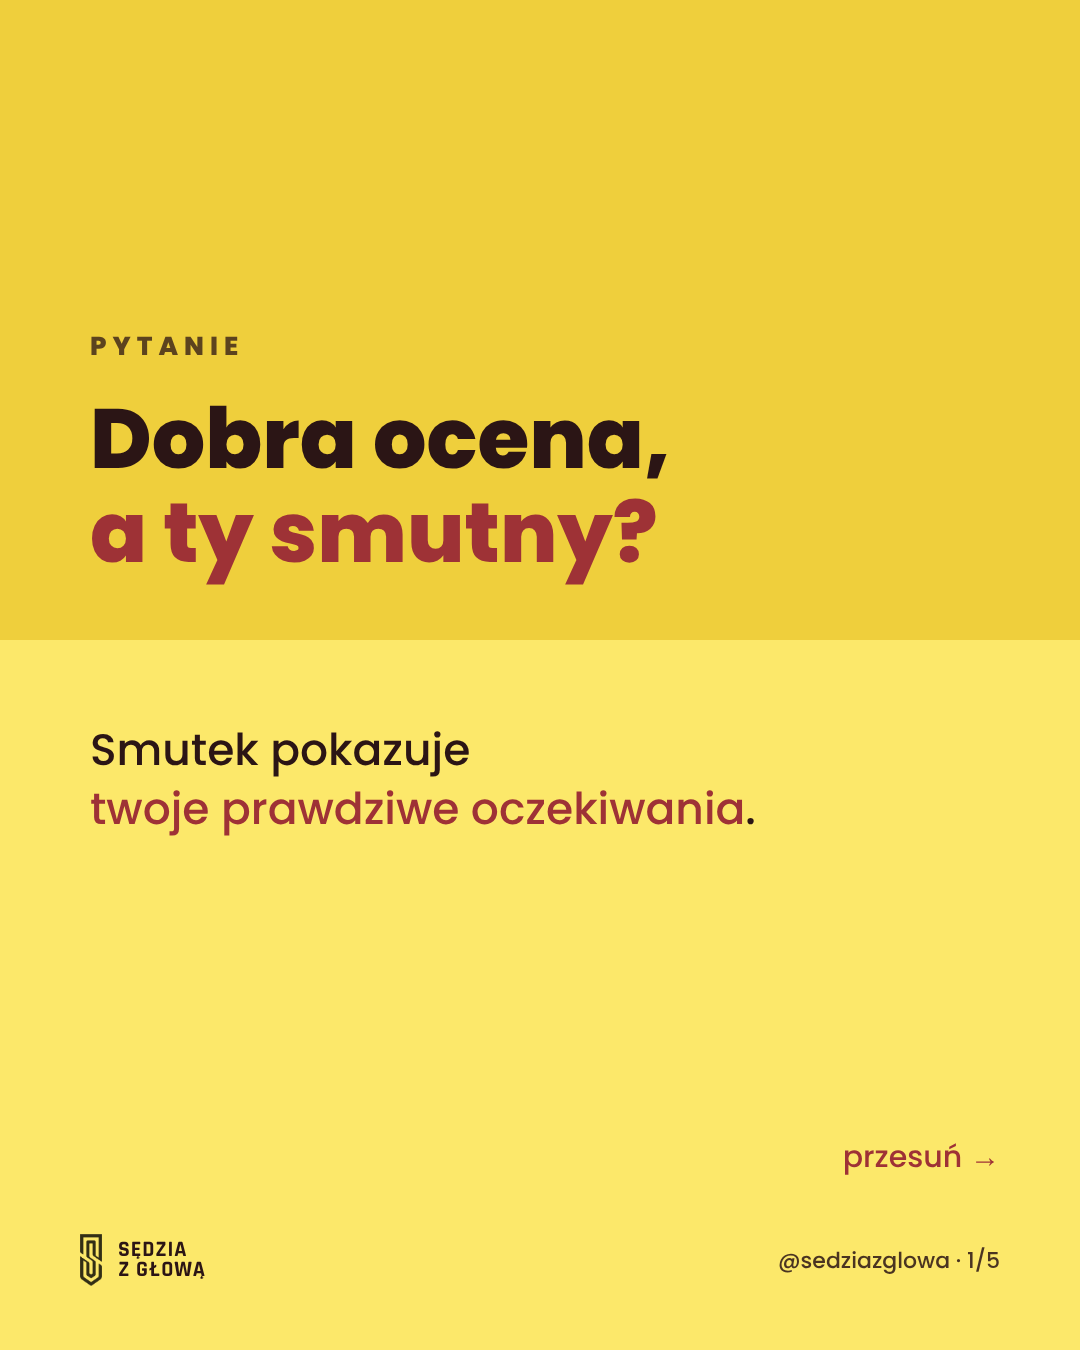 PYTANIE
Dobra ocena,
a ty smutny?
Smutek pokazuje
twoje prawdziwe oczekiwania.
przesuń →
SĘDZIA
Z GŁOWĄ
@sedziazglowa · 1/5